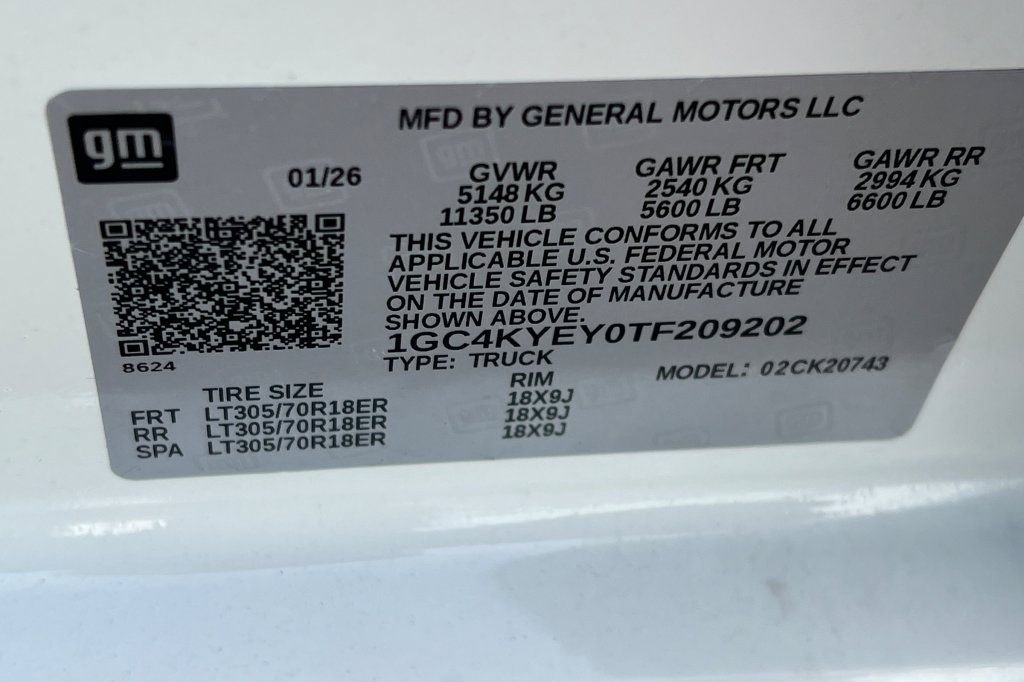 gm
MFD BY GENERAL MOTORS LLC
01/26
GVWR GAWR FRT GAWR RR
5148 KG 2540 KG 2994 KG
11350 LB 5600 LB 6600 LB
THIS VEHICLE CONFORMS TO ALL
APPLICABLE U.S. FEDERAL MOTOR
VEHICLE SAFETY STANDARDS IN EFFECT
ON THE DATE OF MANUFACTURE
SHOWN ABOVE.
1GC4KYEY0TF209202
TYPE: TRUCK MODEL: 02CK20743
8624
TIRE SIZE RIM
FRT LT305/70R18ER 18X9J
RR LT305/70R18ER 18X9J
SPA LT305/70R18ER 18X9J